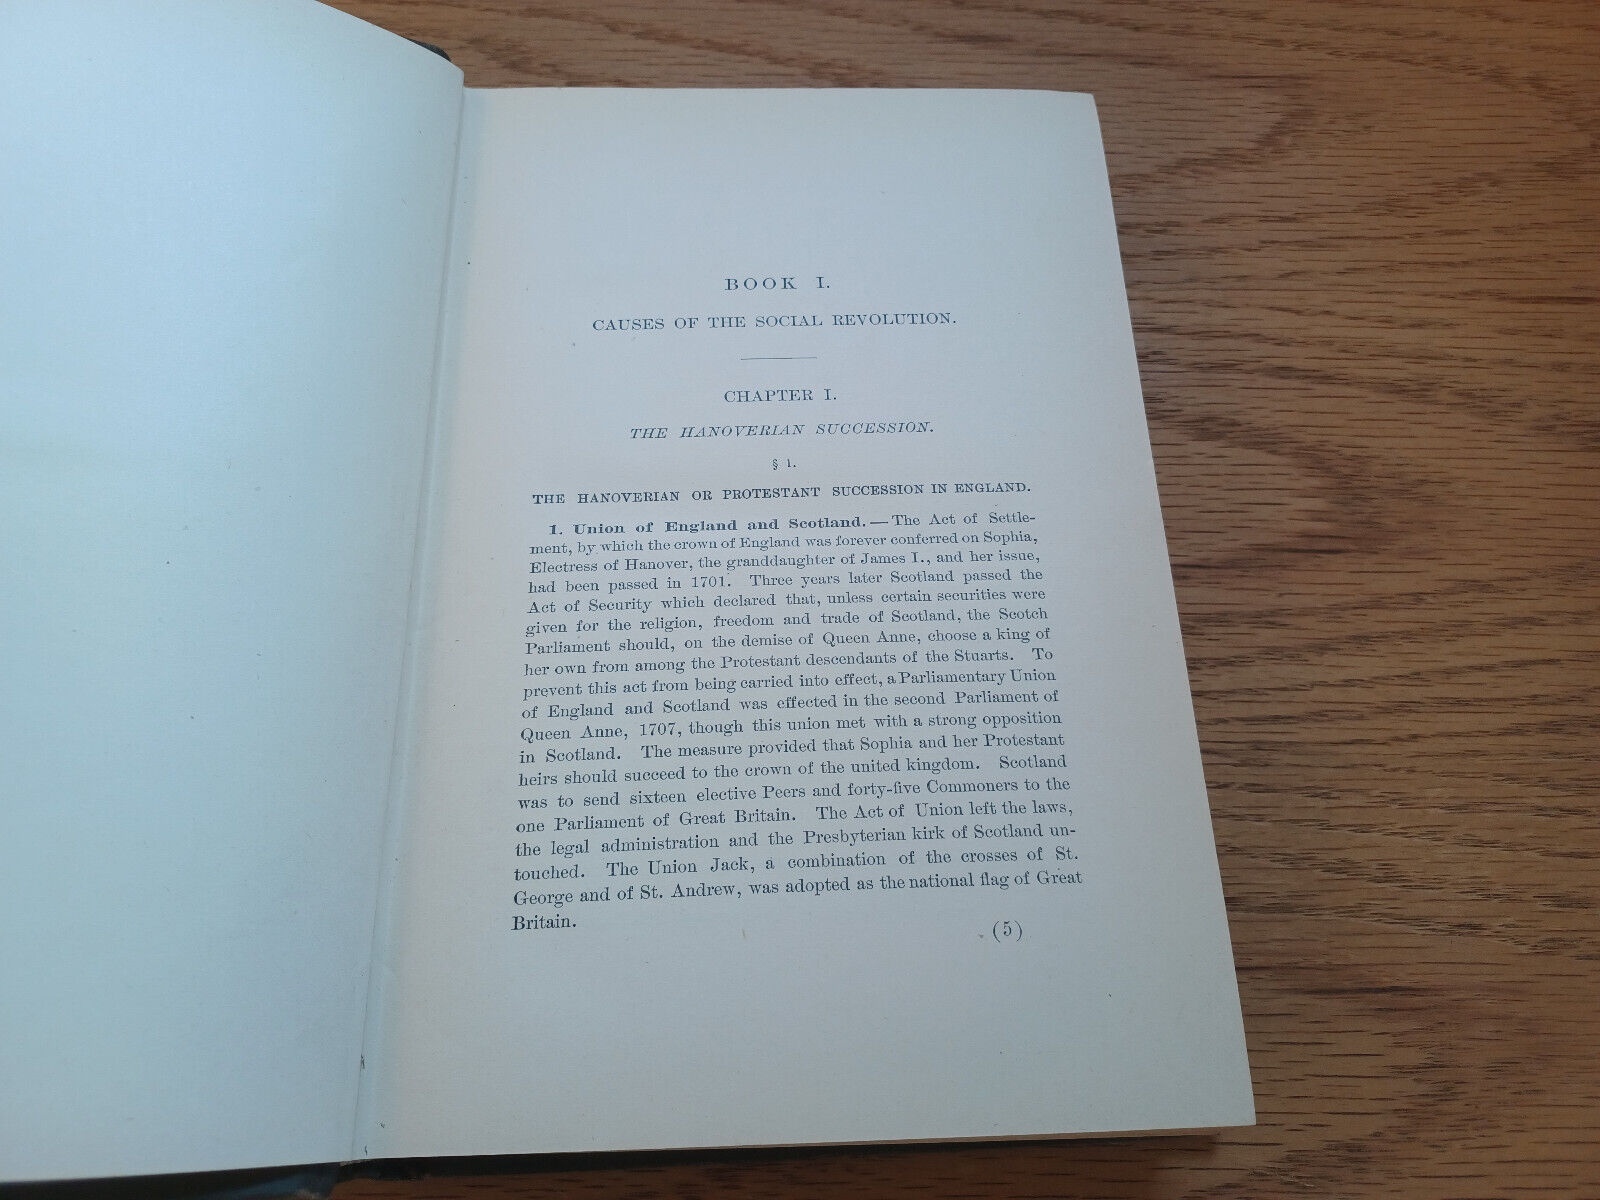 BOOK I.
CAUSES OF THE SOCIAL REVOLUTION.
CHAPTER I.
THE HANOVERIAN SUCCESSION.
§ 1.
THE HANOVERIAN OR PROTESTANT SUCCESSION IN ENGLAND.
1. Union of England and Scotland. — The Act of Settle-
ment, by which the crown of England was forever conferred on Sophia,
Electress of Hanover, the granddaughter of James I., and her issue,
had been passed in 1701. Three years later Scotland passed the
Act of Security which declared that, unless certain securities were
given for the religion, freedom and trade of Scotland, the Scotch
Parliament should, on the demise of Queen Anne, choose a king of
her own from among the Protestant descendants of the Stuarts. To
prevent this act from being carried into effect, a Parliamentary Union
of England and Scotland was effected in the second Parliament of
Queen Anne, 1707, though this union met with a strong opposition
in Scotland. The measure provided that Sophia and her Protestant
heirs should succeed to the crown of the united kingdom. Scotland
was to send sixteen elective Peers and forty-five Commoners to the
one Parliament of Great Britain. The Act of Union left the laws,
the legal administration and the Presbyterian kirk of Scotland un-
touched. The Union Jack, a combination of the crosses of St.
George and of St. Andrew, was adopted as the national flag of Great
Britain.
(5)